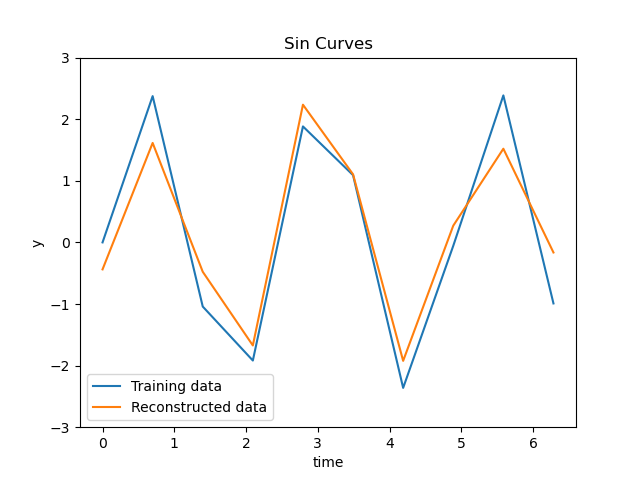 Sin Curves
3
2
1
0
−1
−2
−3
y
Training data
Reconstructed data
0 1 2 3 4 5 6
time